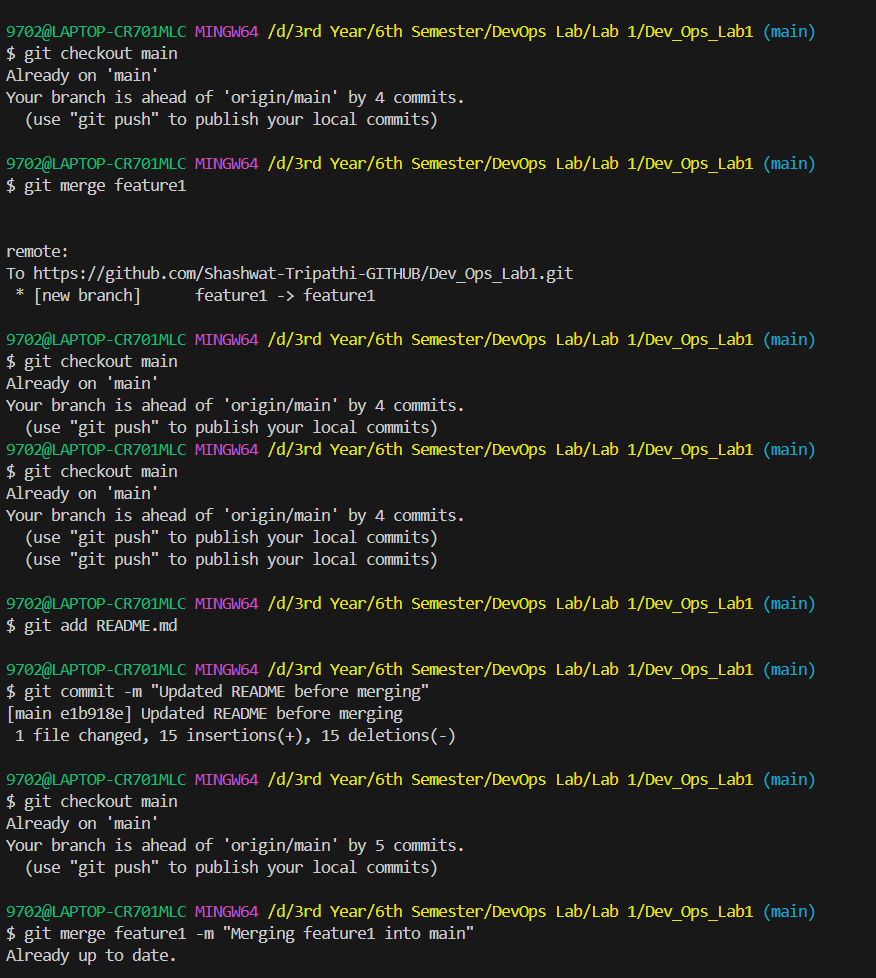 9702@LAPTOP-CR701MLC MINGW64 /d/3rd Year/6th Semester/DevOps Lab/Lab 1/Dev_Ops_Lab1 (main)
$ git checkout main
Already on 'main'
Your branch is ahead of 'origin/main' by 4 commits.
  (use "git push" to publish your local commits)

9702@LAPTOP-CR701MLC MINGW64 /d/3rd Year/6th Semester/DevOps Lab/Lab 1/Dev_Ops_Lab1 (main)
$ git merge feature1


remote:
To https://github.com/Shashwat-Tripathi-GITHUB/Dev_Ops_Lab1.git
 * [new branch]      feature1 -> feature1

9702@LAPTOP-CR701MLC MINGW64 /d/3rd Year/6th Semester/DevOps Lab/Lab 1/Dev_Ops_Lab1 (main)
$ git checkout main
Already on 'main'
Your branch is ahead of 'origin/main' by 4 commits.
  (use "git push" to publish your local commits)
9702@LAPTOP-CR701MLC MINGW64 /d/3rd Year/6th Semester/DevOps Lab/Lab 1/Dev_Ops_Lab1 (main)
$ git checkout main
Already on 'main'
Your branch is ahead of 'origin/main' by 4 commits.
  (use "git push" to publish your local commits)
  (use "git push" to publish your local commits)

9702@LAPTOP-CR701MLC MINGW64 /d/3rd Year/6th Semester/DevOps Lab/Lab 1/Dev_Ops_Lab1 (main)
$ git add README.md

9702@LAPTOP-CR701MLC MINGW64 /d/3rd Year/6th Semester/DevOps Lab/Lab 1/Dev_Ops_Lab1 (main)
$ git commit -m "Updated README before merging"
[main e1b918e] Updated README before merging
 1 file changed, 15 insertions(+), 15 deletions(-)

9702@LAPTOP-CR701MLC MINGW64 /d/3rd Year/6th Semester/DevOps Lab/Lab 1/Dev_Ops_Lab1 (main)
$ git checkout main
Already on 'main'
Your branch is ahead of 'origin/main' by 5 commits.
  (use "git push" to publish your local commits)

9702@LAPTOP-CR701MLC MINGW64 /d/3rd Year/6th Semester/DevOps Lab/Lab 1/Dev_Ops_Lab1 (main)
$ git merge feature1 -m "Merging feature1 into main"
Already up to date.